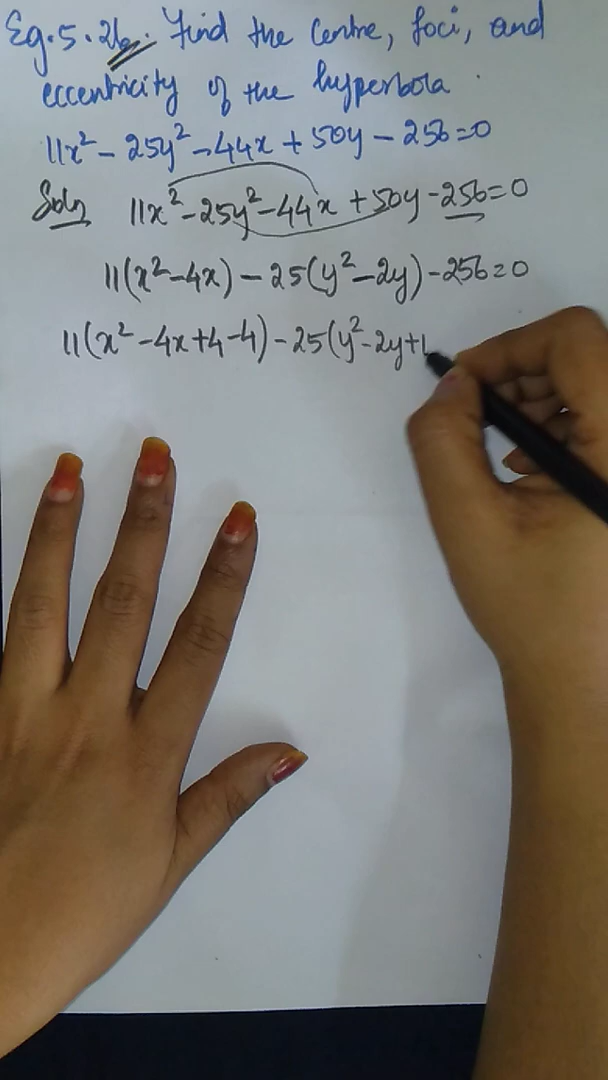 Eg.5.26. Find the Centre, foci, and
eccentricity of the hyperbola.
11x² - 25y² - 44x + 50y - 256 = 0
Soln 11x² - 25y² - 44x + 50y - 256 = 0
11(x² - 4x) - 25(y² - 2y) - 256 = 0
11(x² - 4x + 4 - 4) - 25(y² - 2y + 1